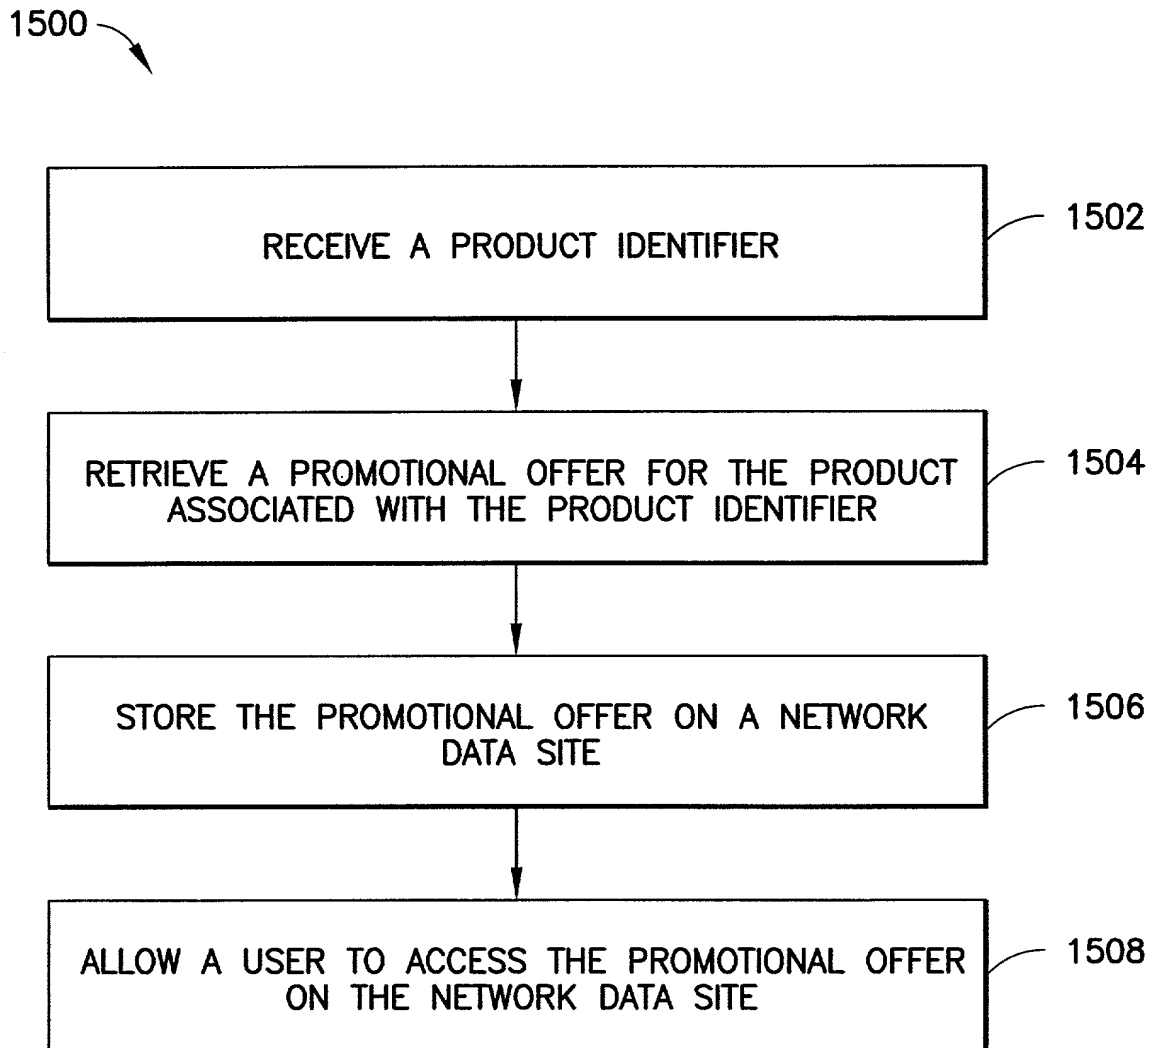 1500
RECEIVE A PRODUCT IDENTIFIER
1502
RETRIEVE A PROMOTIONAL OFFER FOR THE PRODUCT
ASSOCIATED WITH THE PRODUCT IDENTIFIER
1504
STORE THE PROMOTIONAL OFFER ON A NETWORK
DATA SITE
1506
ALLOW A USER TO ACCESS THE PROMOTIONAL OFFER
ON THE NETWORK DATA SITE
1508